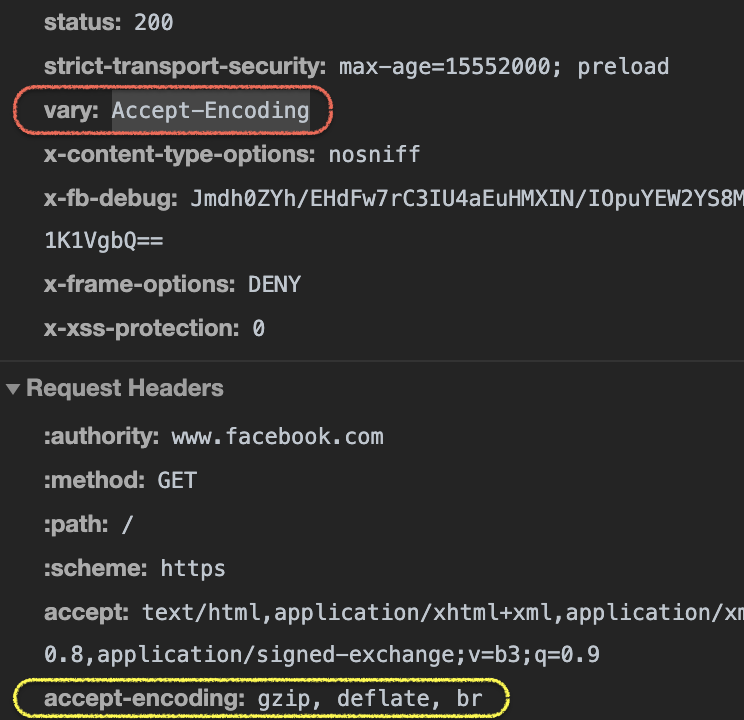 status: 200
strict-transport-security: max-age=15552000; preload
vary: Accept-Encoding
x-content-type-options: nosniff
x-fb-debug: Jmdh0ZYh/EHdFw7rC3IU4aEuHMXIN/IOpuYEW2YS8M
1K1VgbQ==
x-frame-options: DENY
x-xss-protection: 0
Request Headers
:authority: www.facebook.com
:method: GET
:path: /
:scheme: https
accept: text/html,application/xhtml+xml,application/xm
0.8,application/signed-exchange;v=b3;q=0.9
accept-encoding: gzip, deflate, br